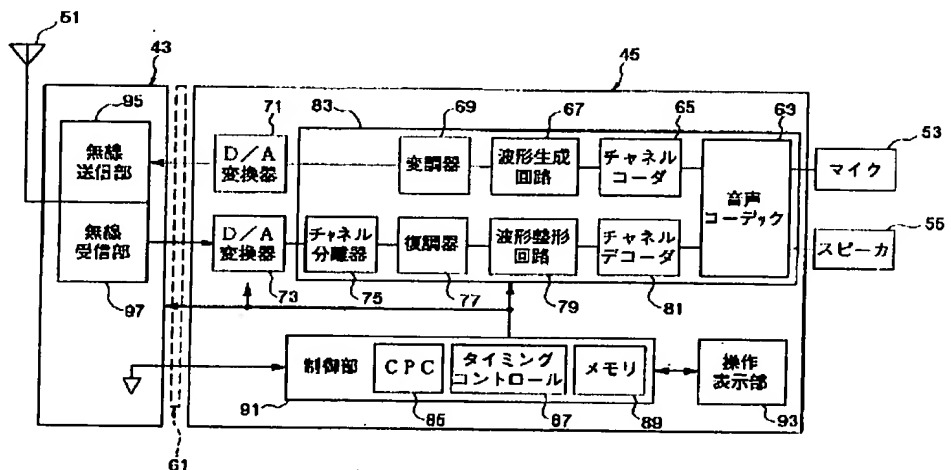 51
43
45
95
71
83
69
67
65
63
53
無線
送信部
D/A
変換器
変調器
波形生成
回路
チャネル
コーダ
音声
コーデック
マイク
55
無線
受信部
D/A
変換器
チャネル
分離器
復調器
波形整形
回路
チャネル
デコーダ
スピーカ
97
73
75
77
79
81
制御部
CPC
タイミング
コントロール
メモリ
操作
表示部
91
85
87
89
93
61